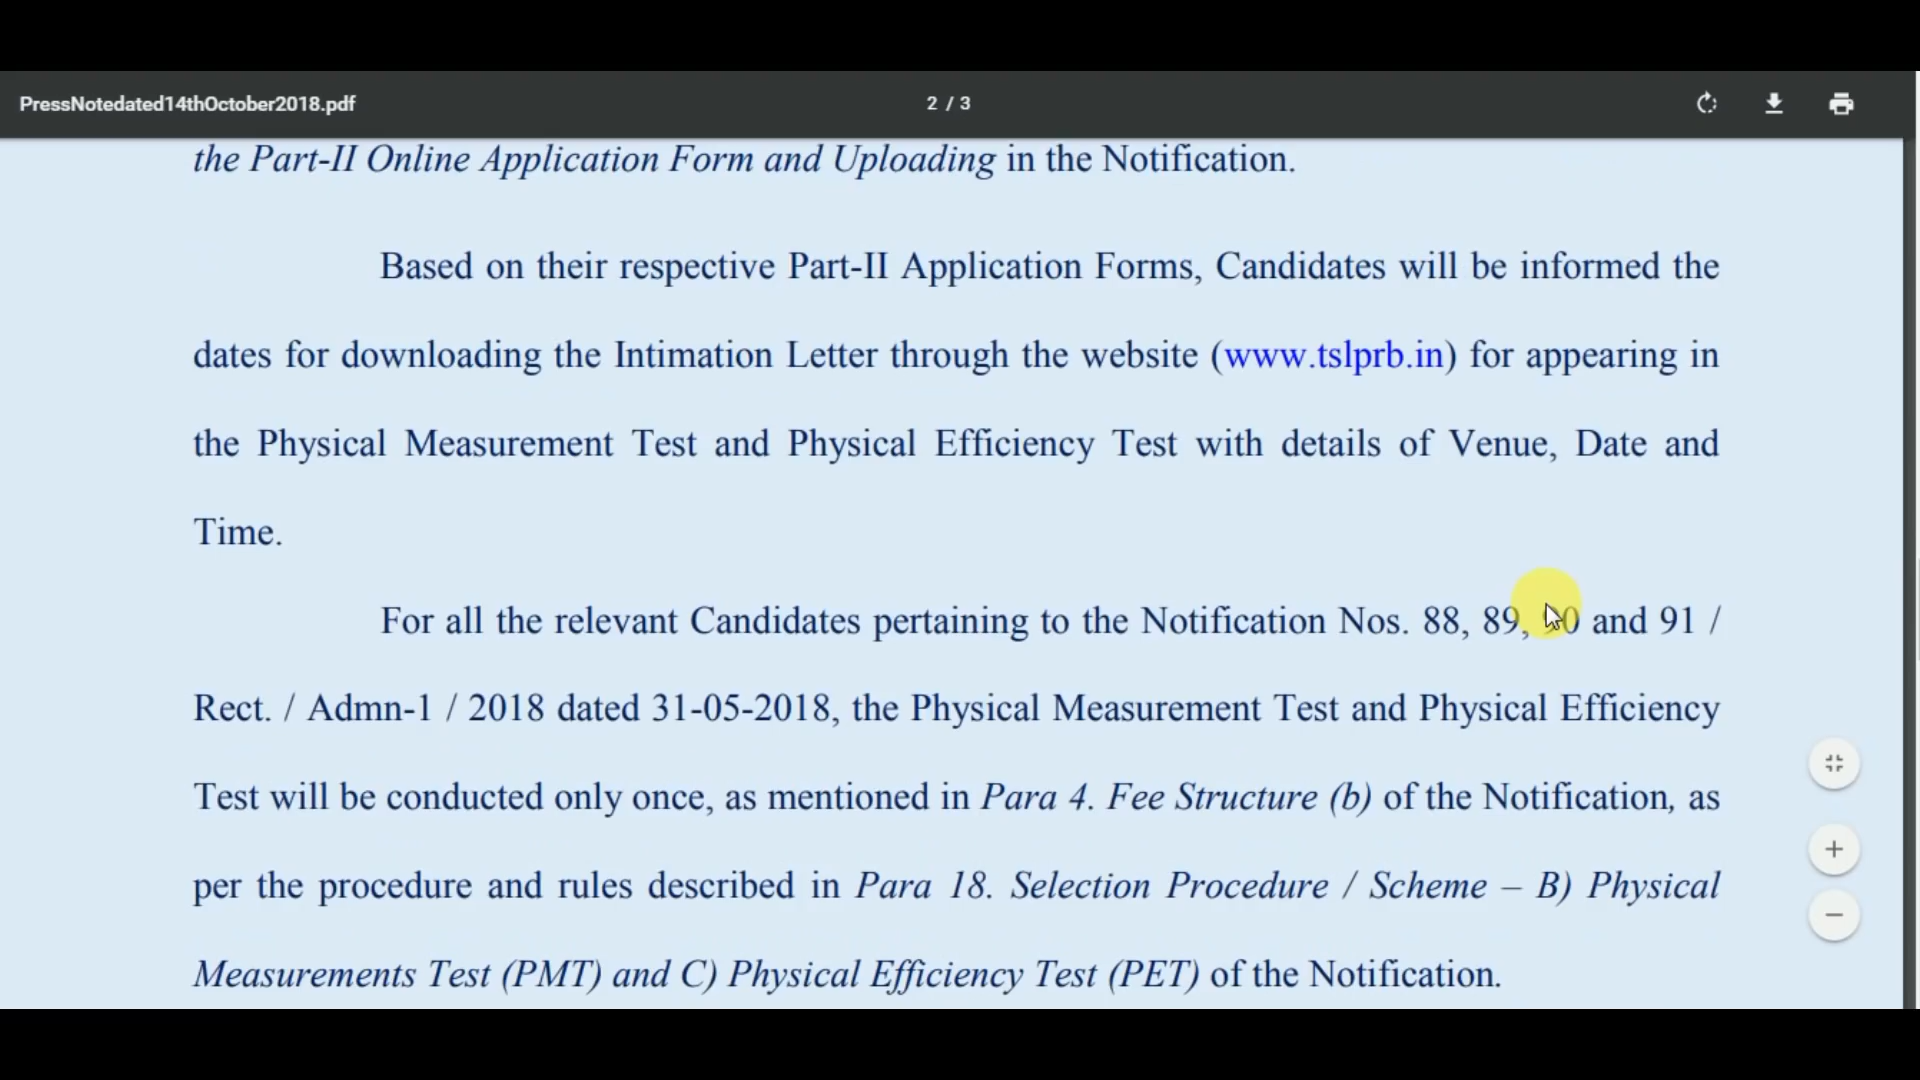 PressNotedated14thOctober2018.pdf
2 / 3
the Part-II Online Application Form and Uploading in the Notification.
Based on their respective Part-II Application Forms, Candidates will be informed the
dates for downloading the Intimation Letter through the website (www.tslprb.in) for appearing in
the Physical Measurement Test and Physical Efficiency Test with details of Venue, Date and
Time.
For all the relevant Candidates pertaining to the Notification Nos. 88, 89, 90 and 91 /
Rect. / Admn-1 / 2018 dated 31-05-2018, the Physical Measurement Test and Physical Efficiency
Test will be conducted only once, as mentioned in Para 4. Fee Structure (b) of the Notification, as
per the procedure and rules described in Para 18. Selection Procedure / Scheme – B) Physical
Measurements Test (PMT) and C) Physical Efficiency Test (PET) of the Notification.